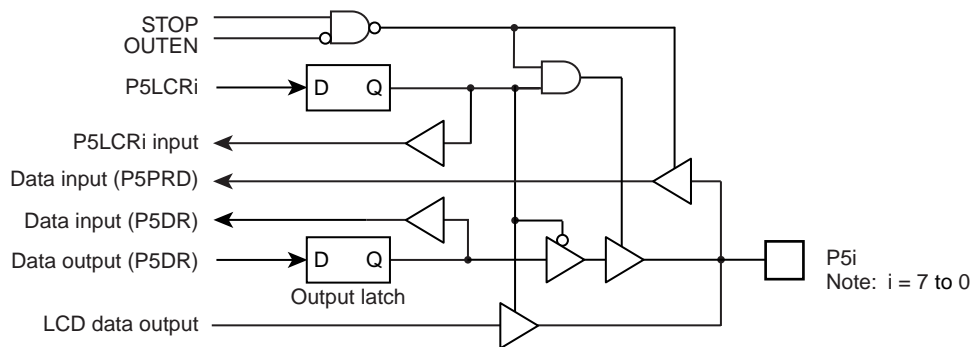 STOP
OUTEN
P5LCRi
D Q
P5LCRi input
Data input (P5PRD)
Data input (P5DR)
Data output (P5DR)
D Q
Output latch
LCD data output
P5i
Note: i = 7 to 0